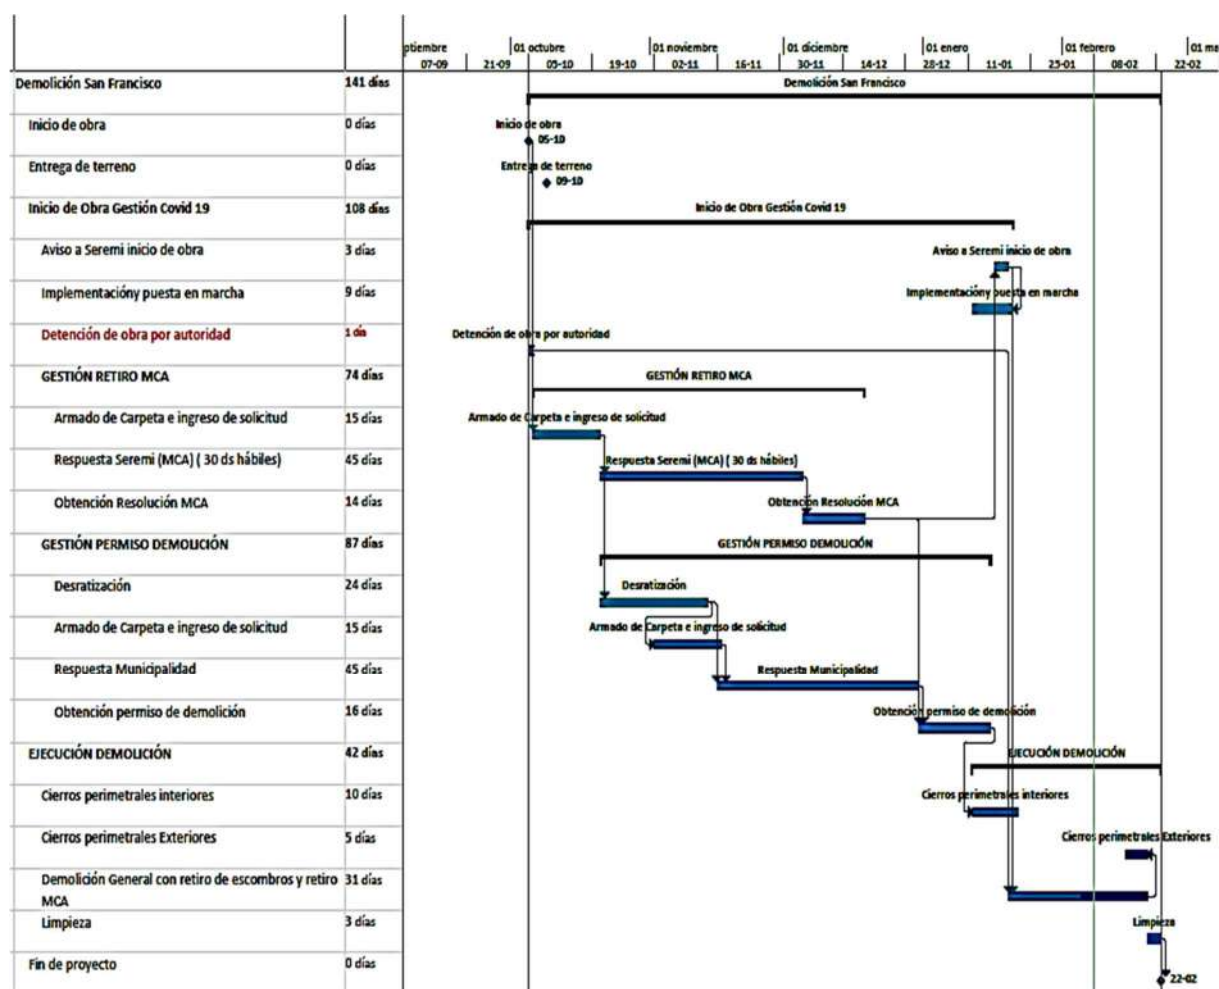 ptiembre 01 octubre 01 noviembre 01 diciembre 01 enero 01 febrero 01 ma
07-09 21-09 05-10 19-10 02-11 16-11 30-11 14-12 28-12 11-01 23-01 08-02 22-02
Demolición San Francisco 141 días Demolición San Francisco
Inicio de obra 0 días Inicio de obra
05-10
Entrega de terreno 0 días Entrega de terreno
09-10
Inicio de Obra Gestión Covid 19 108 días Inicio de Obra Gestión Covid 19
Aviso a Seremi inicio de obra 3 días Aviso a Seremi inicio de obra
Implementacióny puesta en marcha 9 días Implementacióny puesta en marcha
Detención de obra por autoridad 1 día Detención de obra por autoridad
GESTIÓN RETIRO MCA 74 días GESTIÓN RETIRO MCA
Armado de Carpeta e ingreso de solicitud 15 días Armado de Carpeta e ingreso de solicitud
Respuesta Seremi (MCA) ( 30 ds hábiles) 45 días Respuesta Seremi (MCA) ( 30 ds hábiles)
Obtención Resolución MCA 14 días Obtención Resolución MCA
GESTIÓN PERMISO DEMOLICIÓN 87 días GESTIÓN PERMISO DEMOLICIÓN
Desratización 24 días Desratización
Armado de Carpeta e ingreso de solicitud 15 días Armado de Carpeta e ingreso de solicitud
Respuesta Municipalidad 45 días Respuesta Municipalidad
Obtención permiso de demolición 16 días Obtención permiso de demolición
EJECUCIÓN DEMOLICIÓN 42 días EJECUCIÓN DEMOLICIÓN
Cierros perimetrales interiores 10 días Cierros perimetrales interiores
Cierros perimetrales Exteriores 5 días Cierros perimetrales Exteriores
Demolición General con retiro de escombros y retiro 31 días
MCA
Limpieza 3 días Limpieza
Fin de proyecto 0 días
22-02